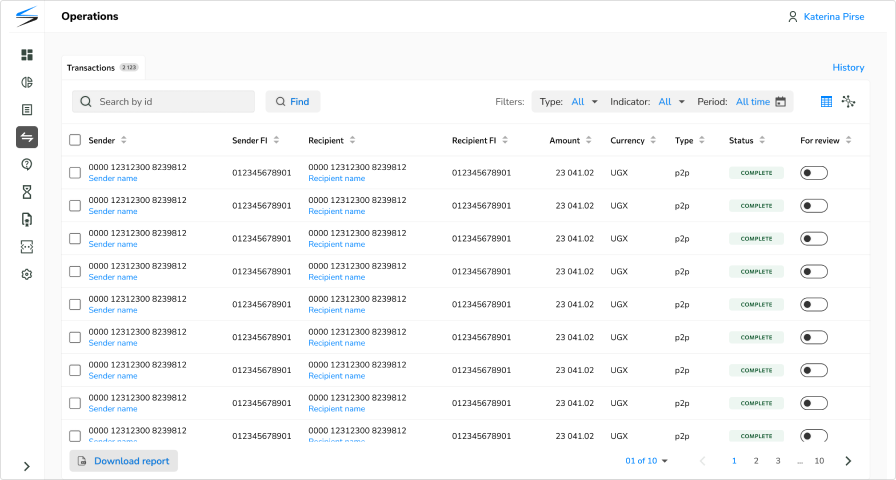 Operations
Katerina Pirse
Transactions 2 123
History
Search by id
Find
Filters: Type: All Indicator: All Period: All time
Sender Sender FI Recipient Recipient FI Amount Currency Type Status For review
0000 12312300 8239812 012345678901 0000 12312300 8239812 012345678901 23 041.02 UGX p2p COMPLETE
Sender name Recipient name
0000 12312300 8239812 012345678901 0000 12312300 8239812 012345678901 23 041.02 UGX p2p COMPLETE
Sender name Recipient name
0000 12312300 8239812 012345678901 0000 12312300 8239812 012345678901 23 041.02 UGX p2p COMPLETE
Sender name Recipient name
0000 12312300 8239812 012345678901 0000 12312300 8239812 012345678901 23 041.02 UGX p2p COMPLETE
Sender name Recipient name
0000 12312300 8239812 012345678901 0000 12312300 8239812 012345678901 23 041.02 UGX p2p COMPLETE
Sender name Recipient name
0000 12312300 8239812 012345678901 0000 12312300 8239812 012345678901 23 041.02 UGX p2p COMPLETE
Sender name Recipient name
0000 12312300 8239812 012345678901 0000 12312300 8239812 012345678901 23 041.02 UGX p2p COMPLETE
Sender name Recipient name
0000 12312300 8239812 012345678901 0000 12312300 8239812 012345678901 23 041.02 UGX p2p COMPLETE
Sender name Recipient name
0000 12312300 8239812 012345678901 0000 12312300 8239812 012345678901 23 041.02 UGX p2p COMPLETE
Sender name Recipient name
Download report
01 of 10 1 2 3 ... 10